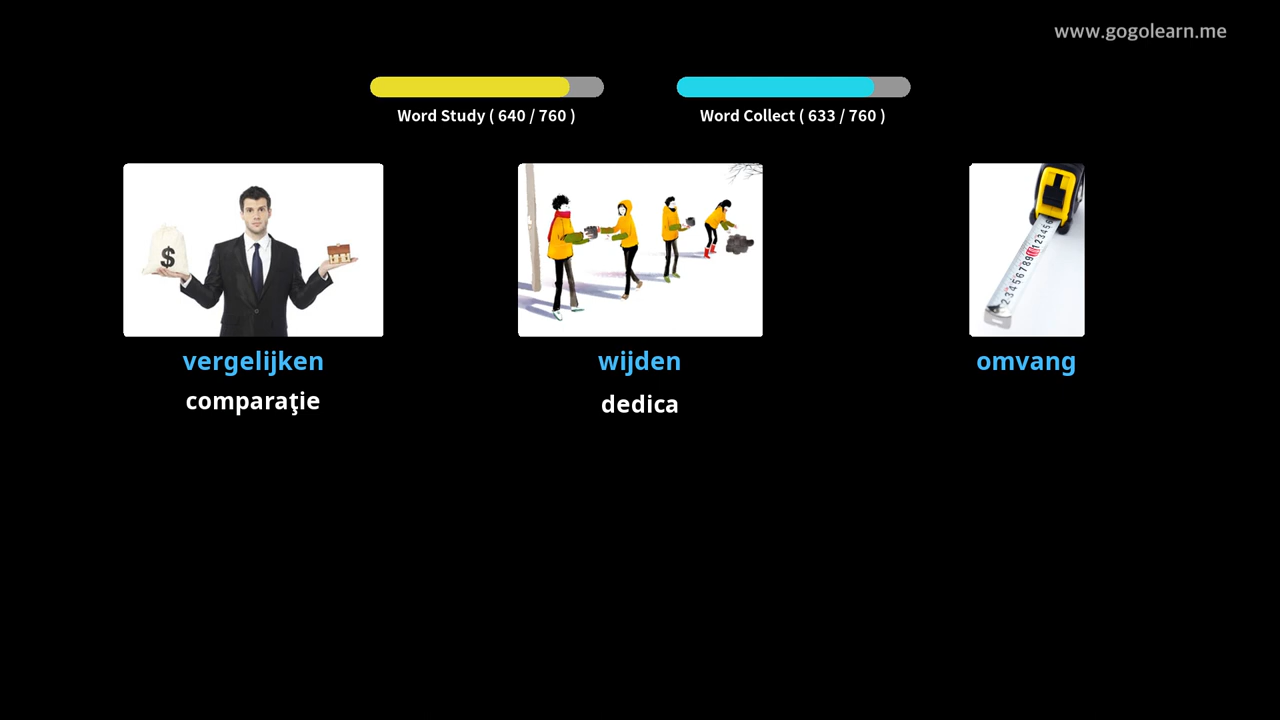 www.gogolearn.me
Word Study ( 640 / 760 )
Word Collect ( 633 / 760 )
$
vergelijken
wijden
omvang
comparaţie
dedica